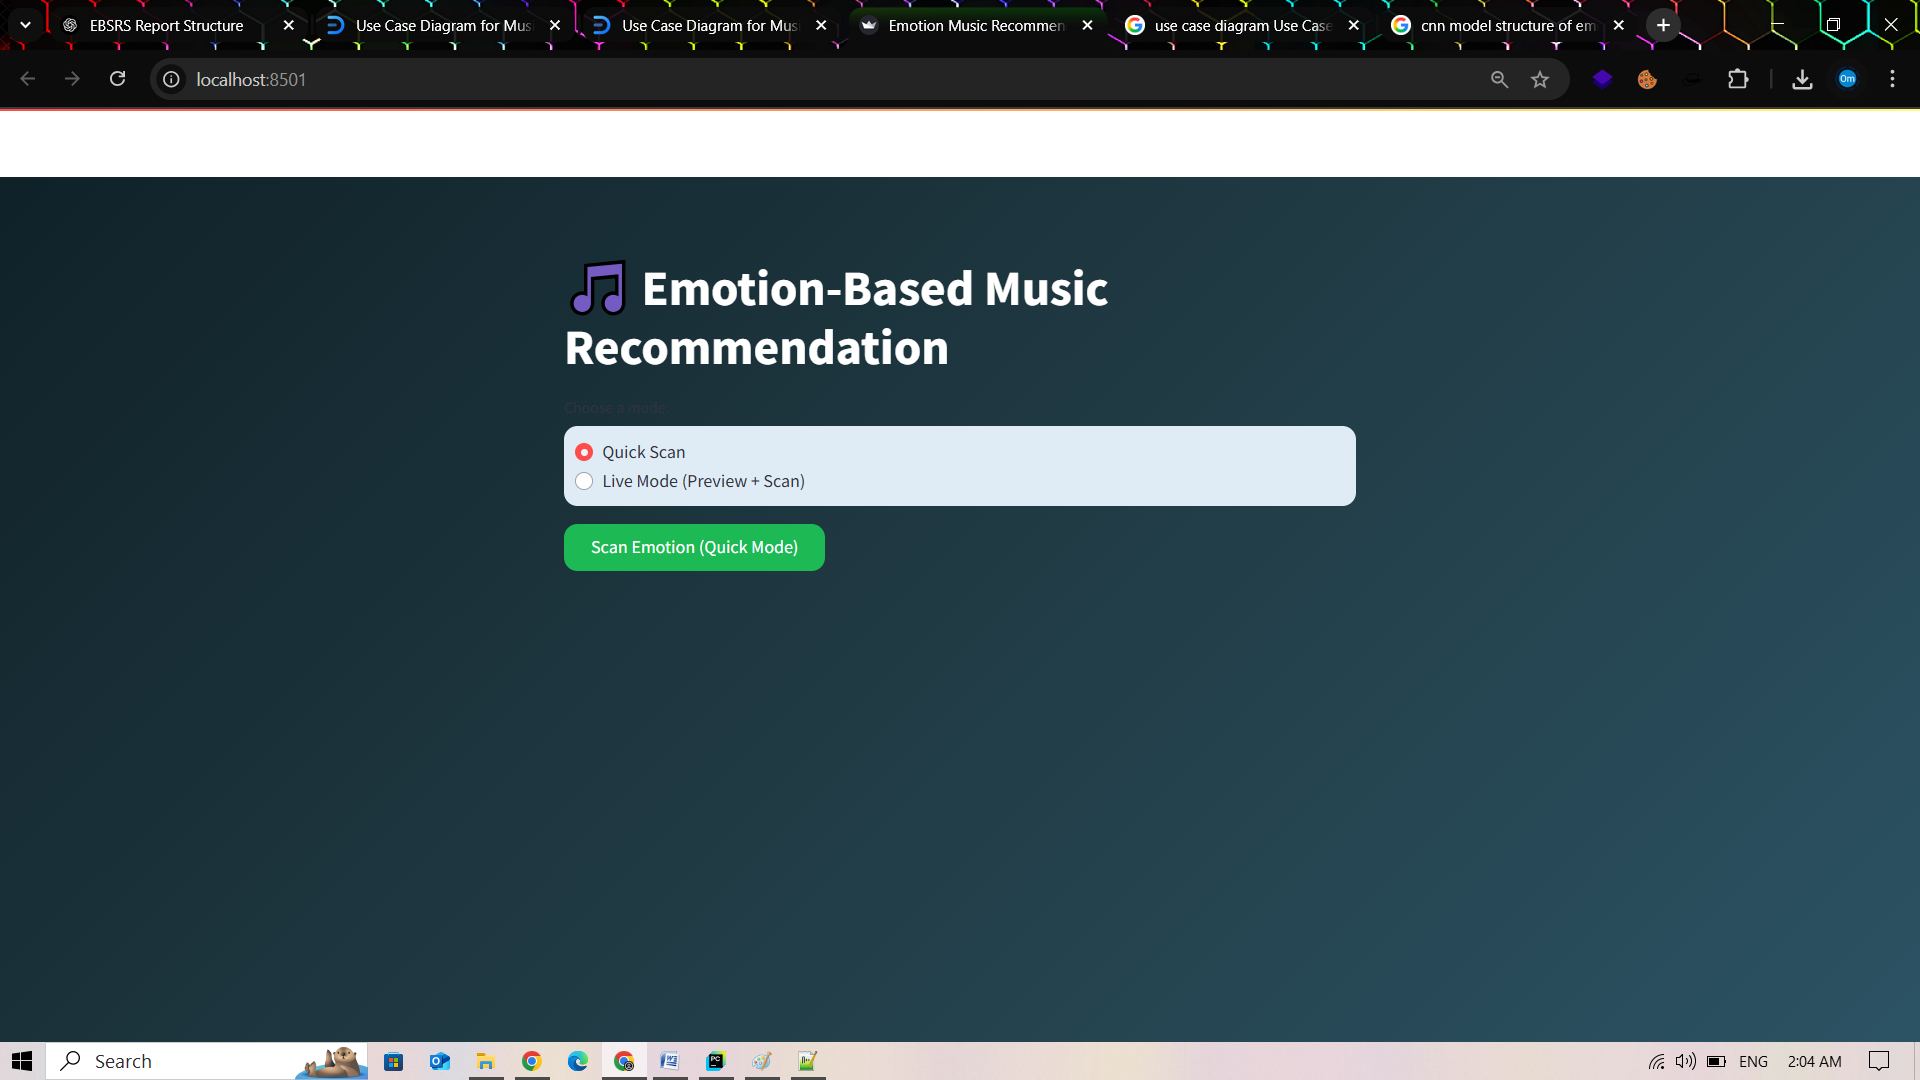 EBSRS Report Structure
Use Case Diagram for Mus
Use Case Diagram for Mus
Emotion Music Recommen
use case diagram Use Case
cnn model structure of em
localhost:8501
Om
Emotion-Based Music
Recommendation
Choose a mode:
Quick Scan
Live Mode (Preview + Scan)
Scan Emotion (Quick Mode)
Search
PC
ENG
2:04 AM